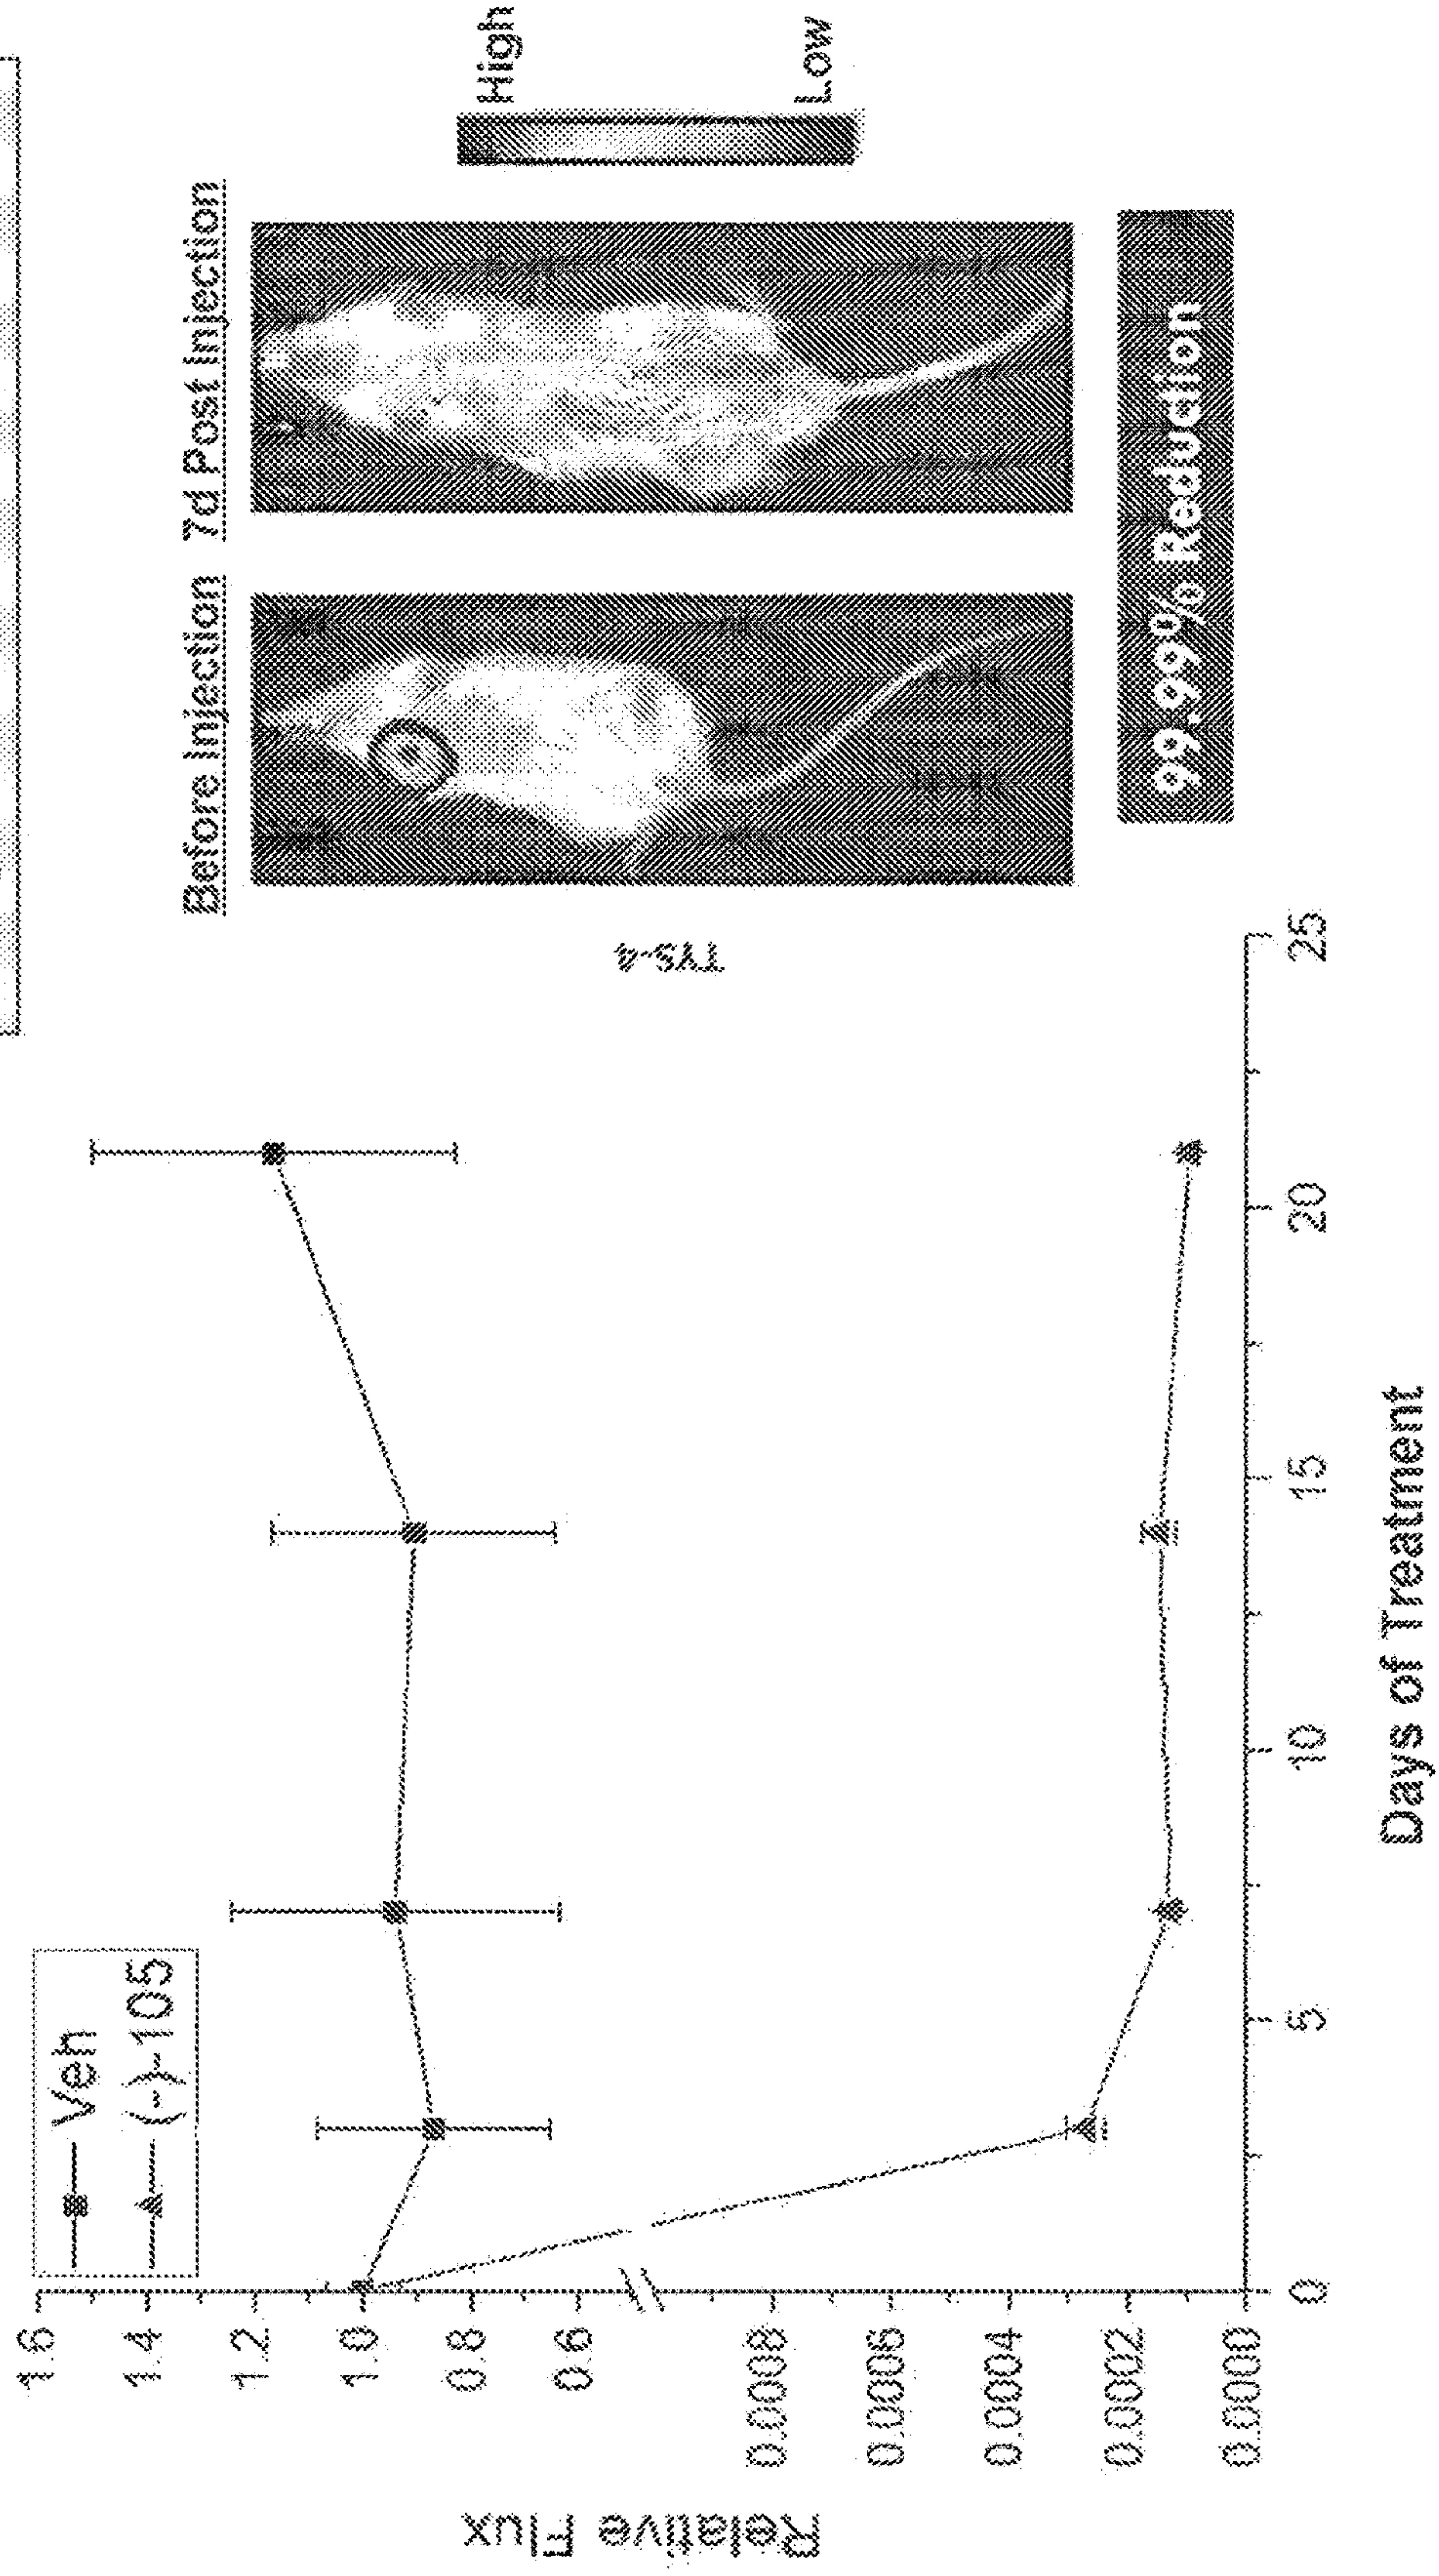 Veh
(-)-105
Relative Flux
1.6
1.4
1.2
1.0
0.8
0.6
0.0008
0.0006
0.0004
0.0002
0.0000
0
5
10
15
20
25
Days of Treatment
Before Injection
7d Post Injection
TYS-4
High
Low
99.99% Reduction